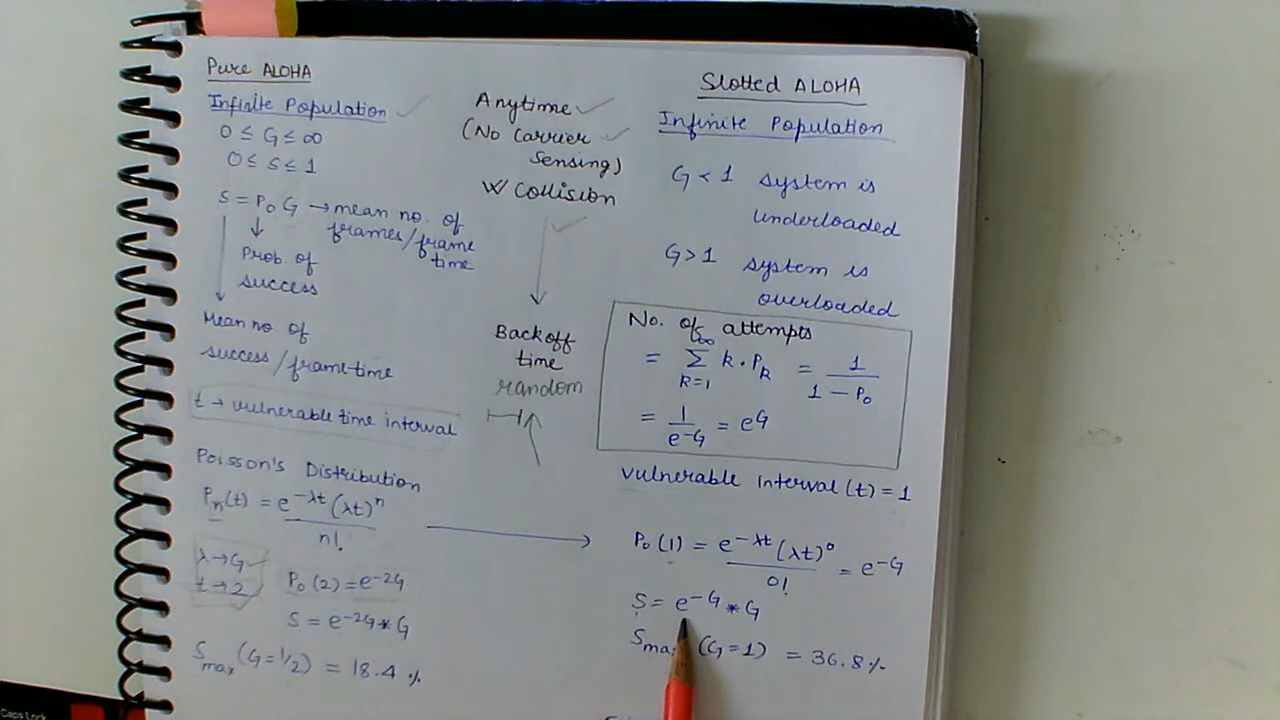 Pure ALOHA
Infinite Population
0 ≤ G ≤ ∞
0 ≤ S ≤ 1
S = P₀ G → mean no. of
frames/frame
time
Prob. of
success
Mean no of
success/frame time
t → vulnerable time interval
Poisson's Distribution
Pn(t) = e^-λt (λt)^n
n!
λ → G
t → 2
P₀(2) = e^-2G
S = e^-2G * G
Smax (G=1/2) = 18.4 %
Anytime
(No Carrier
Sensing)
W Collision
Back off
time
random
Slotted ALOHA
Infinite Population
G < 1 system is
underloaded
G > 1 system is
overloaded
No. of attempts
= ∞ Σ k=1 k. Pk = 1 / 1 − P₀
= 1 / e^-G = e^G
vulnerable interval (t) = 1
P₀(1) = e^-λt (λt)^0 / 0! = e^-G
S = e^-G * G
Smax (G=1) = 36.8 %
Caps Lock